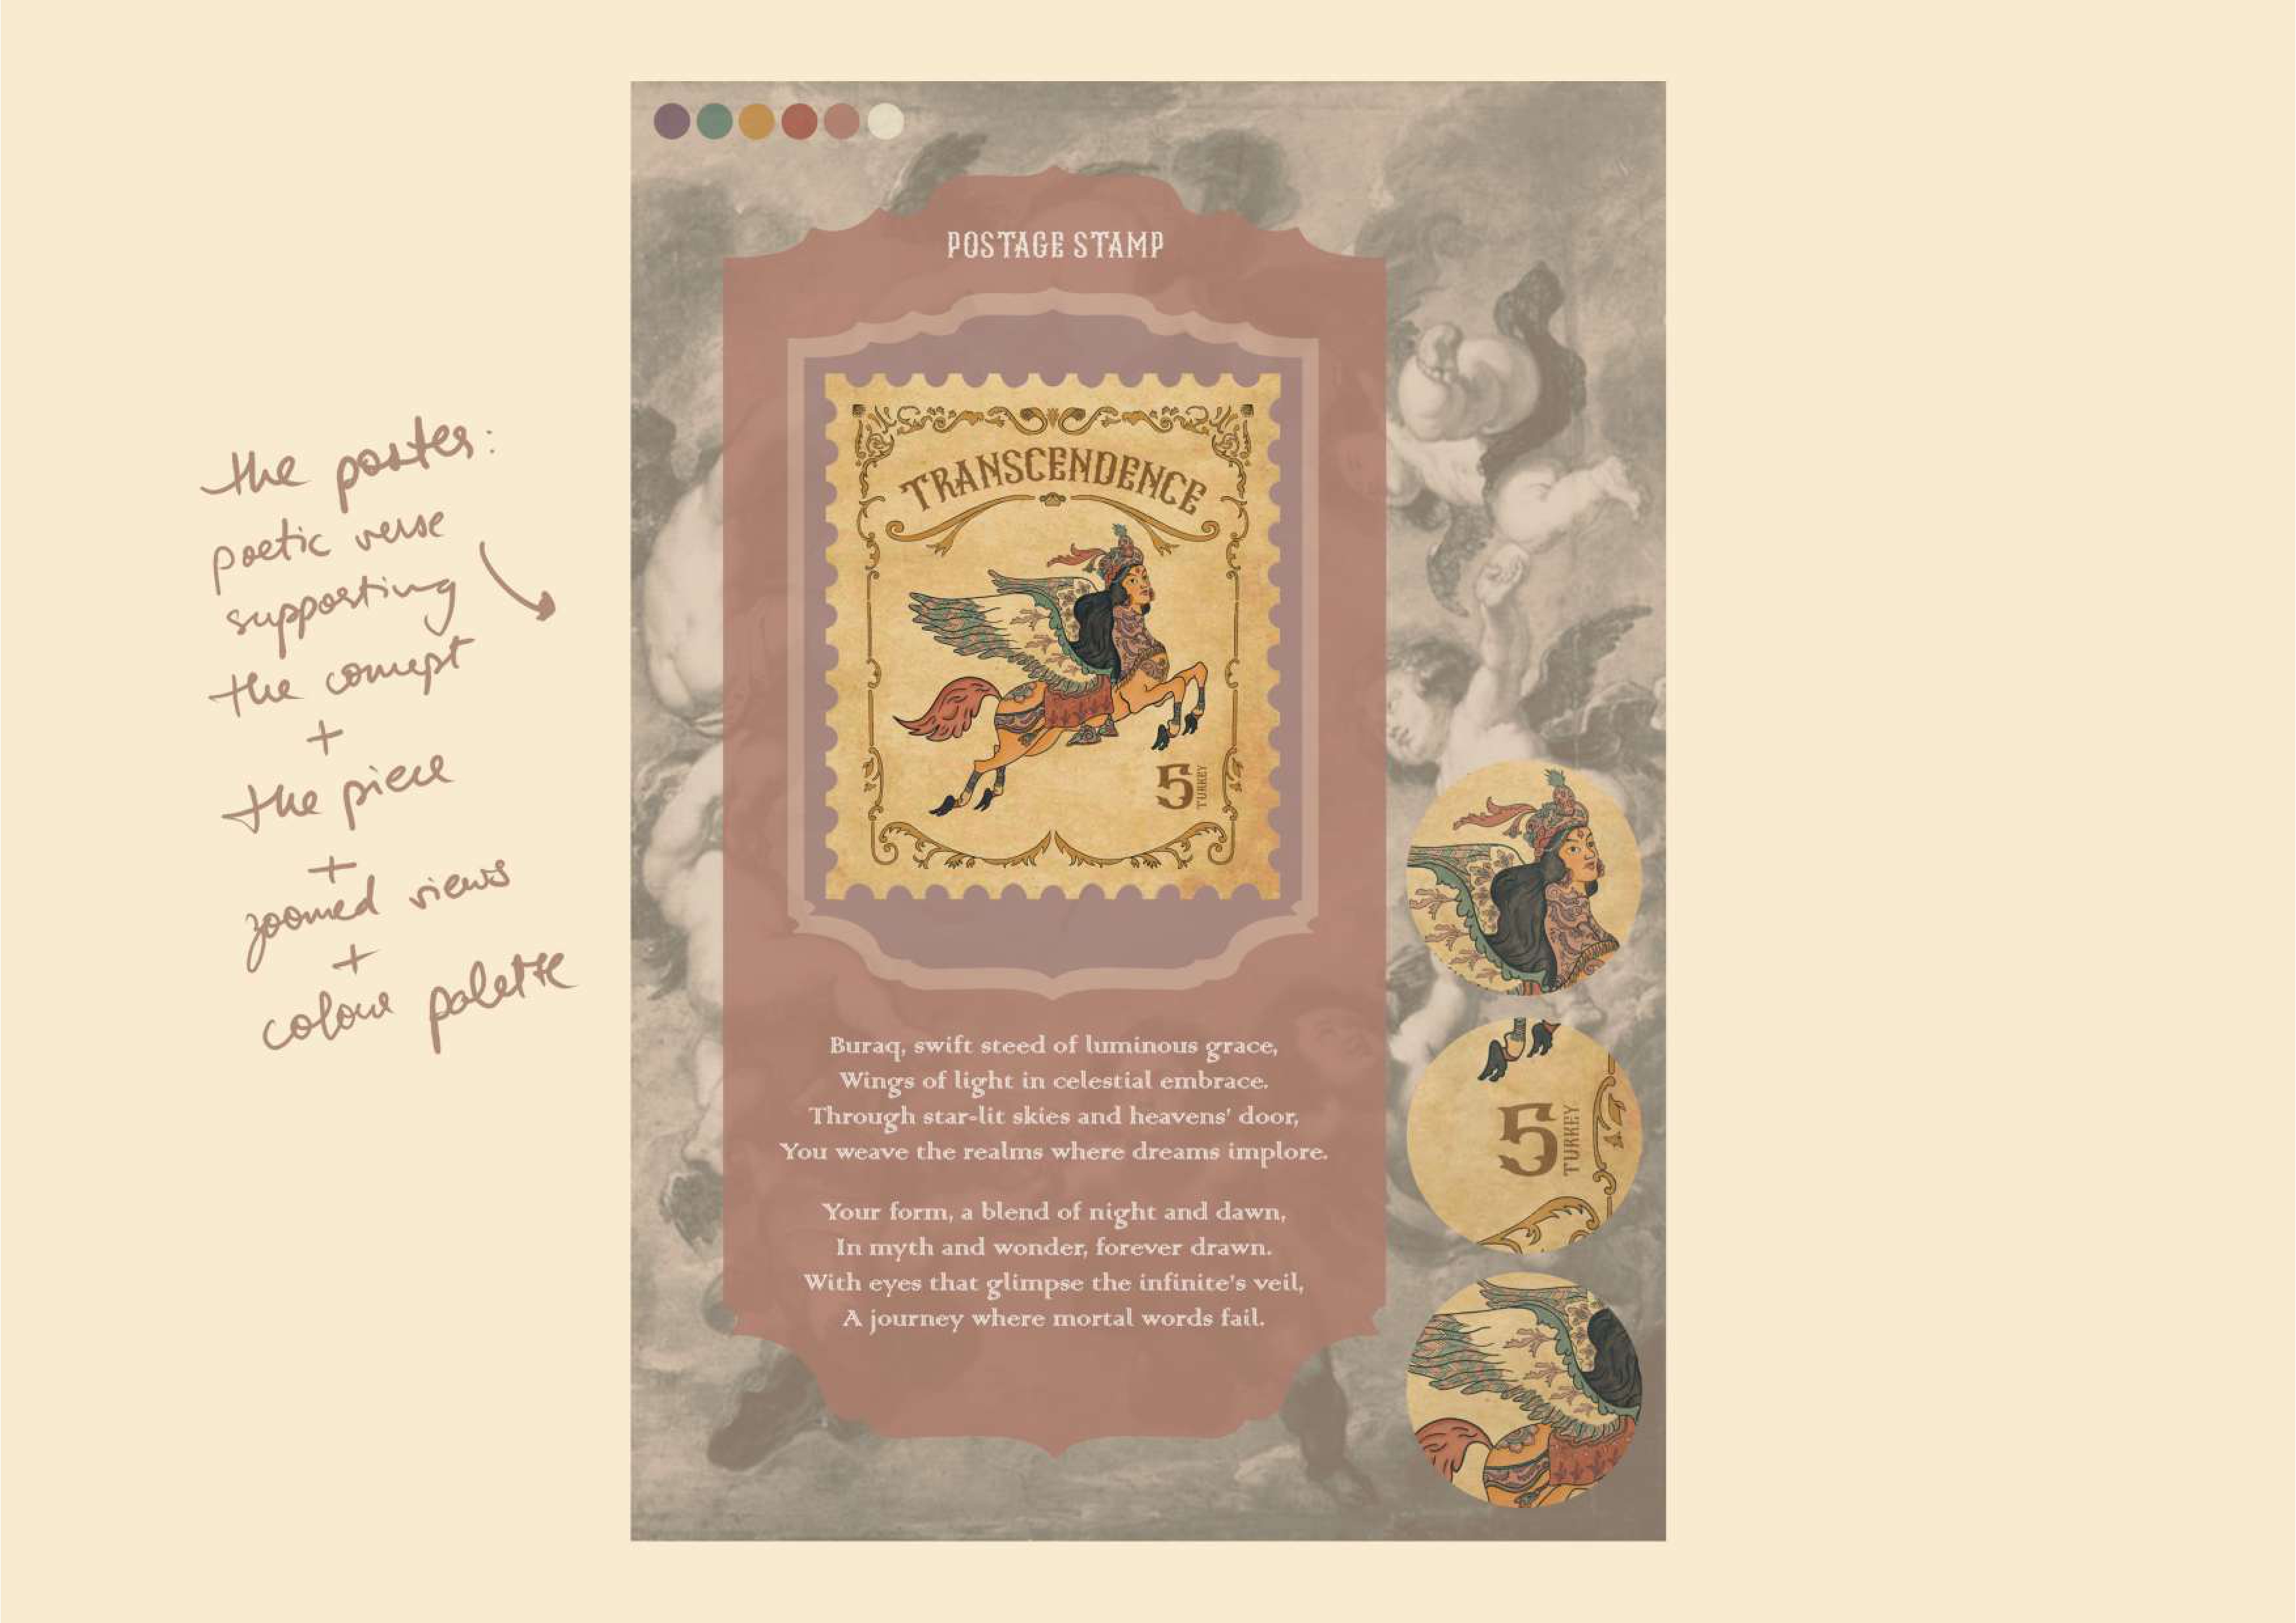 the poster:
poetic verse
supporting
the concept
+
the piece
+
zoomed views
+
colour palette
POSTAGE STAMP
TRANSCENDENCE
5
TURKEY
Buraq, swift steed of luminous grace,
Wings of light in celestial embrace.
Through star-lit skies and heavens' door,
You weave the realms where dreams implore.
Your form, a blend of night and dawn,
In myth and wonder, forever drawn.
With eyes that glimpse the infinite's veil,
A journey where mortal words fail.
5
TURKEY